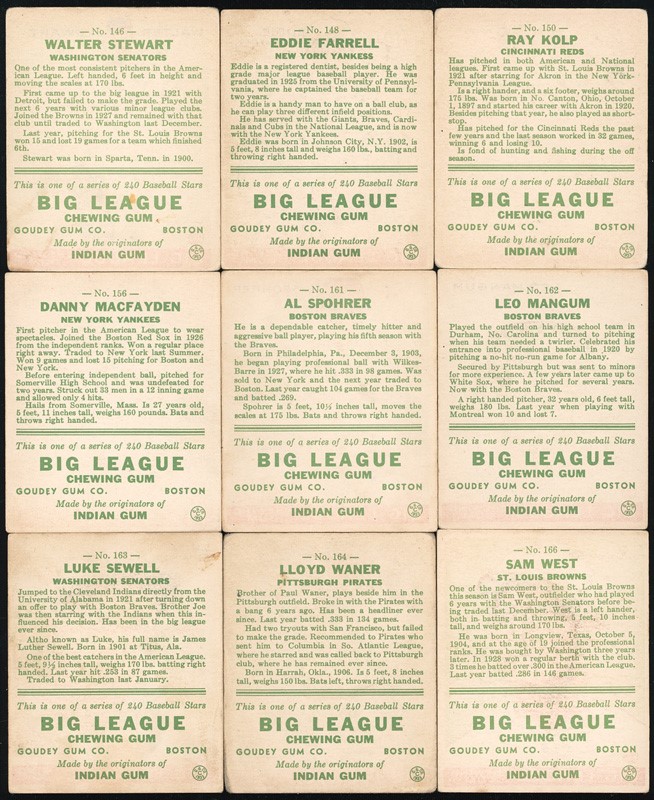 — No. 146 —
WALTER STEWART
WASHINGTON SENATORS
One of the most consistent pitchers in the Amer-
ican League. Left handed, 6 feet in height and
moving the scales at 170 lbs.
First came up to the big league in 1921 with
Detroit, but failed to make the grade. Played the
next 6 years with various minor league clubs.
Joined the Browns in 1927 and remained with that
club until traded to Washington last December.
Last year, pitching for the St. Louis Browns
won 15 and lost 19 games for a team which finished
6th.
Stewart was born in Sparta, Tenn. in 1900.
This is one of a series of 240 Baseball Stars
BIG LEAGUE
CHEWING GUM
GOUDEY GUM CO. BOSTON
Made by the originators of
INDIAN GUM
— No. 148 —
EDDIE FARRELL
NEW YORK YANKEES
Eddie is a registered dentist, besides being a high
grade major league baseball player. He was
graduated in 1925 from the University of Pennsyl-
vania, where he captained the baseball team for
two years.
Eddie is a handy man to have on a ball club, as
he can play three different infield positions.
He has served with the Giants, Braves, Cardi-
nals and Cubs in the National League, and is now
with the New York Yankees.
Eddie was born in Johnson City, N.Y. 1902, is
5 feet, 8 inches tall and weighs 160 lbs., batting and
throwing right handed.
This is one of a series of 240 Baseball Stars
BIG LEAGUE
CHEWING GUM
GOUDEY GUM CO. BOSTON
Made by the originators of
INDIAN GUM
— No. 150 —
RAY KOLP
CINCINNATI REDS
Has pitched in both American and National
leagues. First came up with St. Louis Browns in
1921 after starring for Akron in the New York-
Pennsylvania League.
Is a right hander, and a six footer, weighs around
175 lbs. Was born in No. Canton, Ohio, October
1, 1897 and started his career with Akron in 1920.
Besides pitching that year, he also played as short-
stop.
Has pitched for the Cincinnati Reds the past
few years and the last season worked in 32 games,
winning 6 and losing 10.
Is fond of hunting and fishing during the off
season.
This is one of a series of 240 Baseball Stars
BIG LEAGUE
CHEWING GUM
GOUDEY GUM CO. BOSTON
Made by the originators of
INDIAN GUM
— No. 156 —
DANNY MACFAYDEN
NEW YORK YANKEES
First pitcher in the American League to wear
spectacles. Joined the Boston Red Sox in 1926
from the independent ranks. Won a regular place
right away. Traded to New York last Summer.
Won 9 games and lost 15 pitching for Boston and
New York.
Before entering independent ball, pitched for
Somerville High School and was undefeated for
two years. Struck out 33 men in a 12 inning game
and allowed only 4 hits.
Hails from Somerville, Mass. Is 27 years old,
5 feet, 11 inches tall, weighs 160 pounds. Bats and
throws right handed.
This is one of a series of 240 Baseball Stars
BIG LEAGUE
CHEWING GUM
GOUDEY GUM CO. BOSTON
Made by the originators of
INDIAN GUM
— No. 161 —
AL SPOHRER
BOSTON BRAVES
He is a dependable catcher, timely hitter and
aggressive ball player, playing his fifth season with
the Braves.
Born in Philadelphia, Pa., December 3, 1903,
he began playing professional ball with Wilkes-
Barre in 1927, where he hit .333 in 98 games. Was
sold to New York and the next year traded to
Boston. Last year caught 104 games for the Braves
and batted .269.
Spohrer is 5 feet, 10½ inches tall, moves the
scales at 175 lbs. Bats and throws right handed.
This is one of a series of 240 Baseball Stars
BIG LEAGUE
CHEWING GUM
GOUDEY GUM CO. BOSTON
Made by the originators of
INDIAN GUM
— No. 162 —
LEO MANGUM
BOSTON BRAVES
Played the outfield on his high school team in
Durham, No. Carolina and turned to pitching
when his team needed a twirler. Celebrated his
entrance into professional baseball in 1920 by
pitching a no-hit no-run game for Albany.
Secured by Pittsburgh but was sent to minors
for more experience. A few years later came up to
White Sox, where he pitched for several years.
Now with the Boston Braves.
A right handed pitcher, 32 years old, 6 feet tall,
weighs 180 lbs. Last year when playing with
Montreal won 10 and lost 7.
This is one of a series of 240 Baseball Stars
BIG LEAGUE
CHEWING GUM
GOUDEY GUM CO. BOSTON
Made by the originators of
INDIAN GUM
— No. 163 —
LUKE SEWELL
WASHINGTON SENATORS
Jumped to the Cleveland Indians directly from the
University of Alabama in 1921 after turning down
an offer to play with Boston Braves. Brother Joe
was then starring with the Indians when this in-
fluenced his decision. Has been in the big league
ever since.
Altho known as Luke, his full name is James
Luther Sewell. Born in 1901 at Titus, Ala.
One of the best catchers in the American League.
5 feet, 9½ inches tall, weighs 170 lbs. batting right
handed. Last year hit .253 in 87 games.
Traded to Washington last January.
This is one of a series of 240 Baseball Stars
BIG LEAGUE
CHEWING GUM
GOUDEY GUM CO. BOSTON
Made by the originators of
INDIAN GUM
— No. 164 —
LLOYD WANER
PITTSBURGH PIRATES
Brother of Paul Waner, plays beside him in the
Pittsburgh outfield. Broke in with the Pirates with
a bang 6 years ago. Has been a headliner ever
since. Last year batted .333 in 134 games.
Had two tryouts with San Francisco, but failed
to make the grade. Recommended to Pirates who
sent him to Columbia in So. Atlantic League,
where he starred and was called back to Pittsburgh
club, where he has remained ever since.
Born in Harrah, Okla., 1906. Is 5 feet, 8 inches
tall, weighs 150 lbs. Bats left, throws right handed.
This is one of a series of 240 Baseball Stars
BIG LEAGUE
CHEWING GUM
GOUDEY GUM CO. BOSTON
Made by the originators of
INDIAN GUM
— No. 166 —
SAM WEST
ST. LOUIS BROWNS
One of the newcomers to the St. Louis Browns
this season is Sam West, outfielder who had played
6 years with the Washington Senators before be-
ing traded last December. West is a left hander,
both in batting and throwing, 5 feet, 10 inches
tall, and weighs around 170 lbs.
He was born in Longview, Texas, October 5,
1904, and at the age of 19 joined the professional
ranks. He was bought by Washington three years
later. In 1928 won a regular berth with the club.
3 times he batted over .300 in the American League.
Last year batted .286 in 146 games.
This is one of a series of 240 Baseball Stars
BIG LEAGUE
CHEWING GUM
GOUDEY GUM CO. BOSTON
Made by the originators of
INDIAN GUM